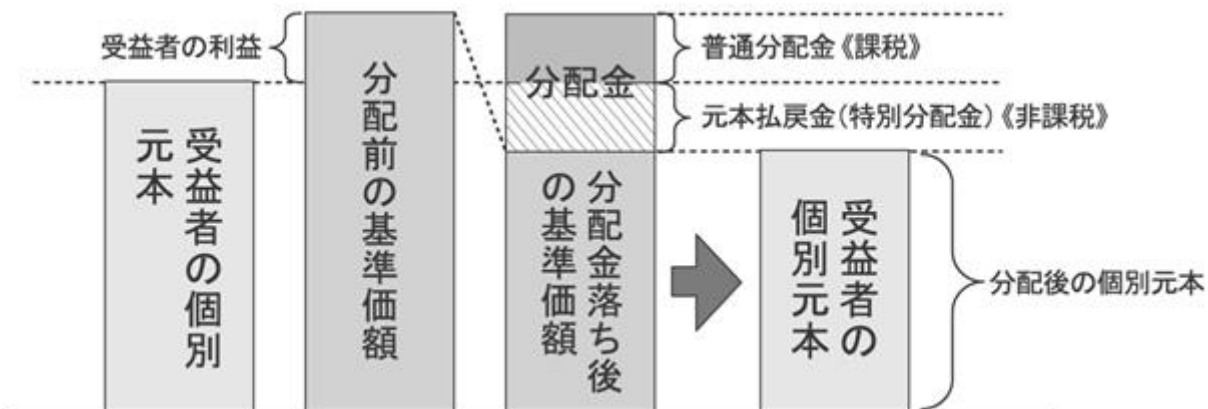 受益者の利益
受益者の個別
元本
分配前の基準価額
分配金
分配金落ち後
の基準価額
普通分配金《課税》
元本払戻金(特別分配金)《非課税》
受益者の
個別元本
分配後の個別元本